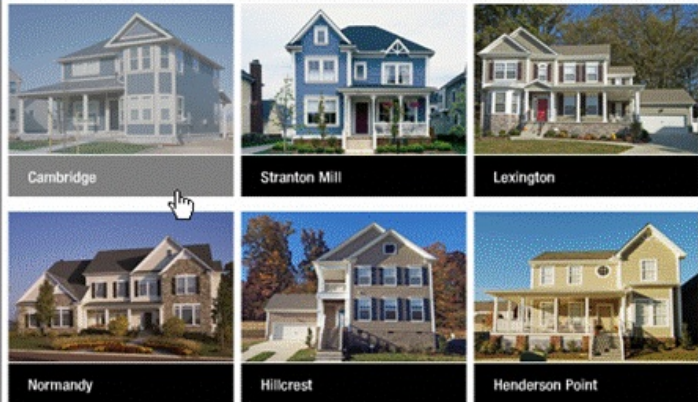 Cambridge
Stranton Mill
Lexington
Normandy
Hillcrest
Henderson Point